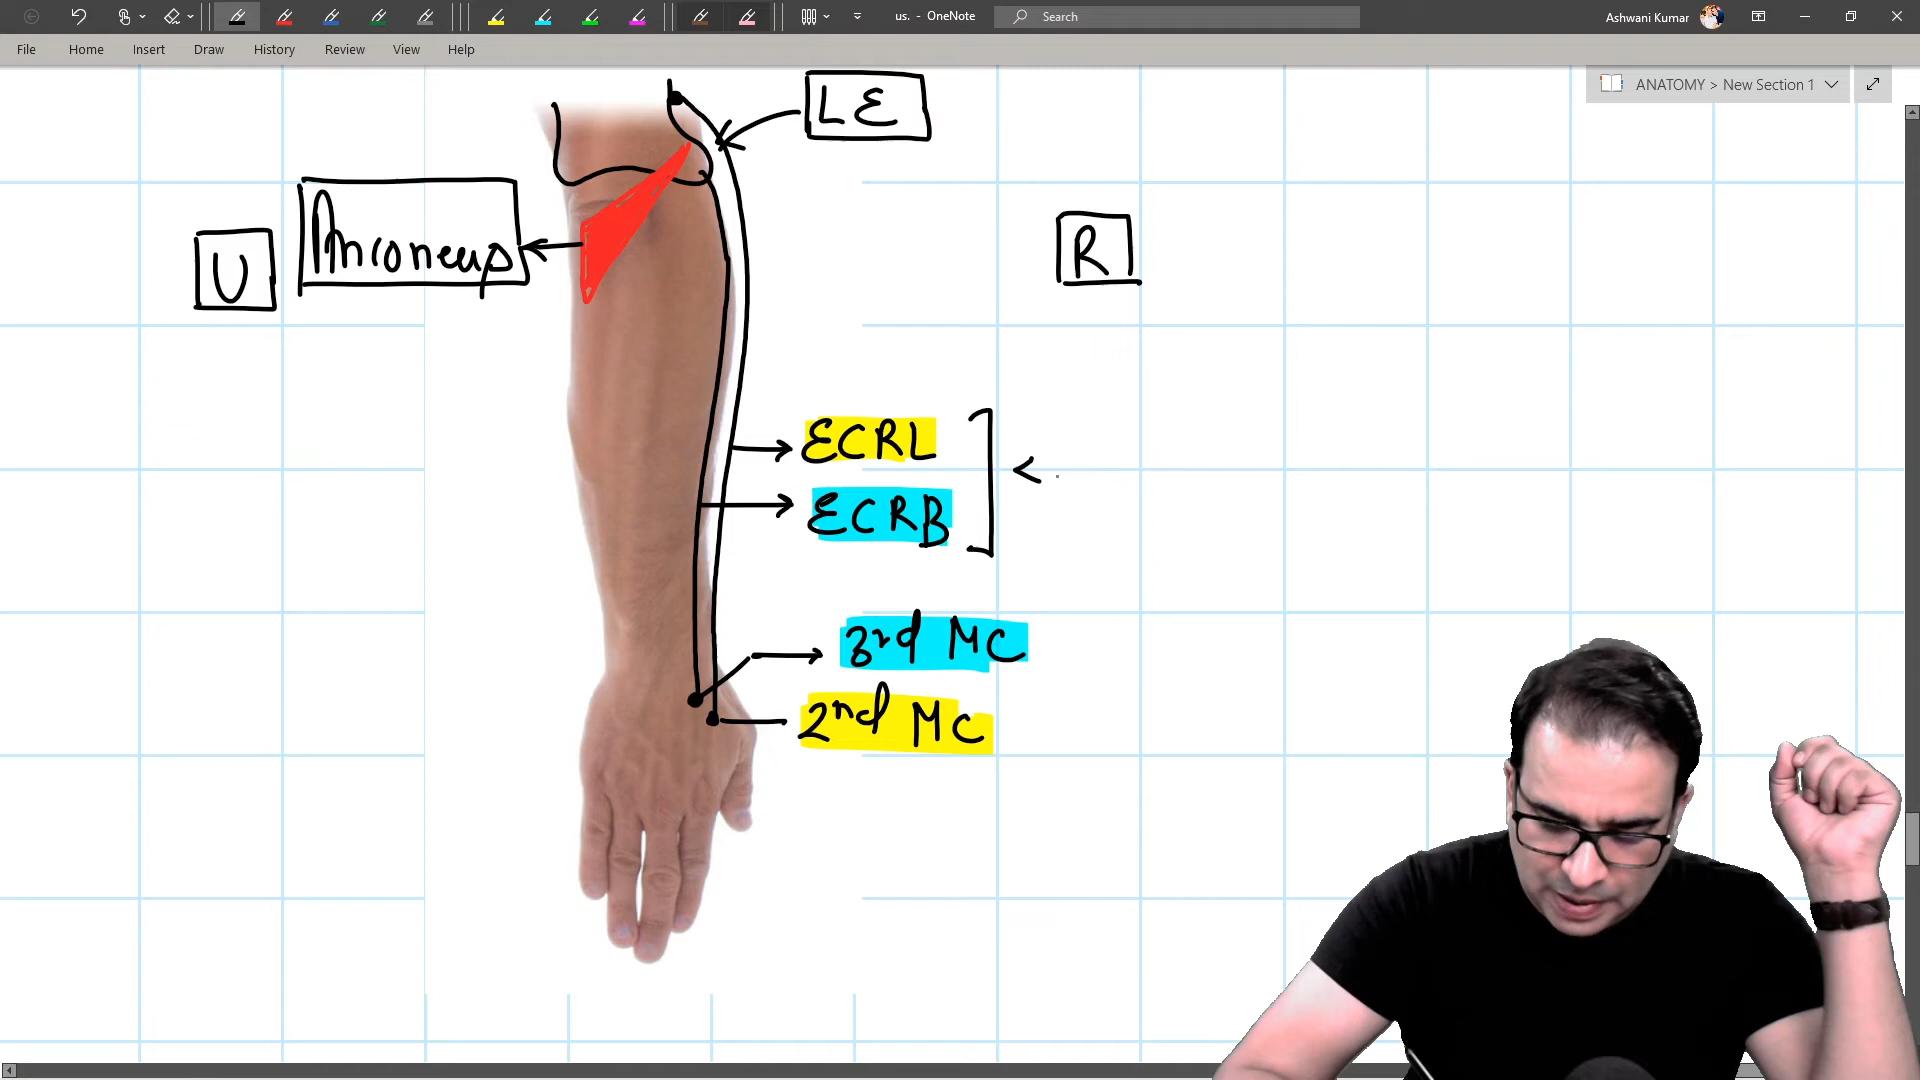 us. - OneNote
Search
Ashwani Kumar
File Home Insert Draw History Review View Help
ANATOMY > New Section 1
LE
Anconeus
U
R
ECRL
ECRB
<
3rd MC
2nd MC